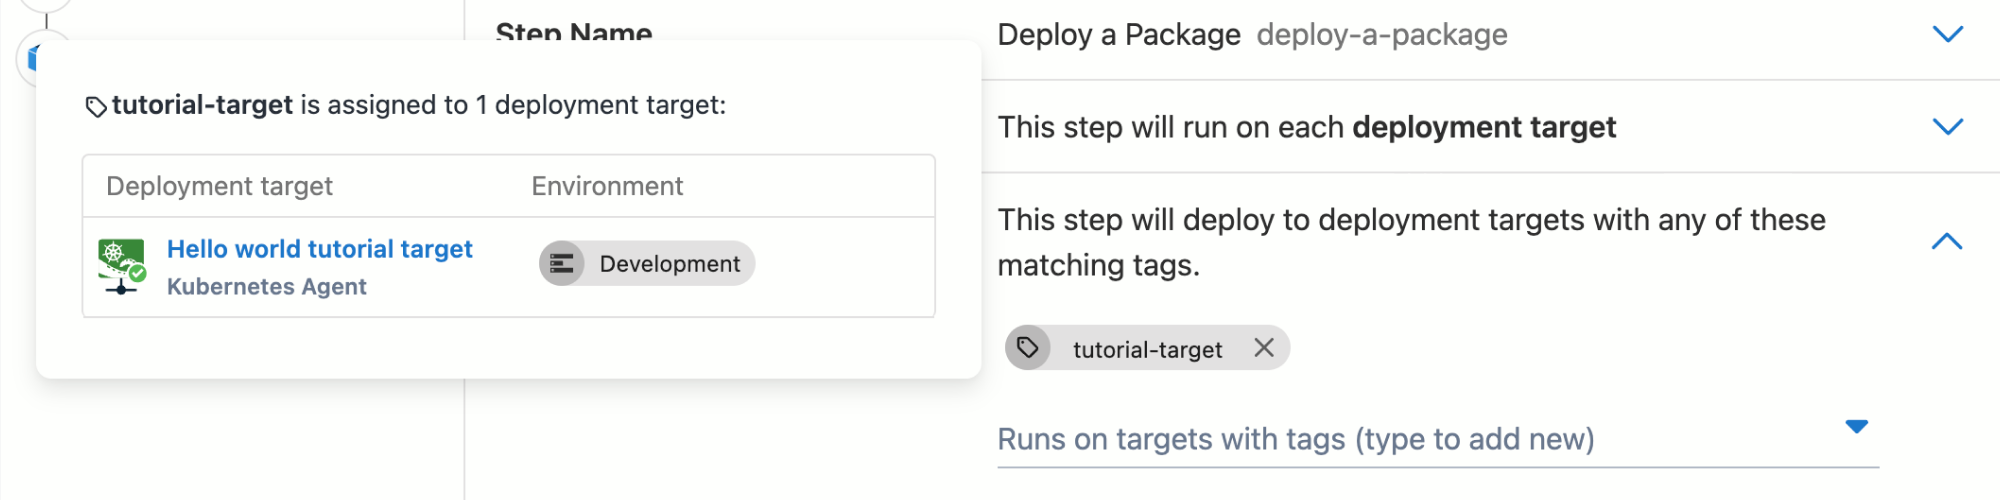 Step Name
Deploy a Package deploy-a-package
tutorial-target is assigned to 1 deployment target:
Deployment target Environment
Hello world tutorial target
Kubernetes Agent
Development
This step will run on each deployment target
This step will deploy to deployment targets with any of these
matching tags.
tutorial-target
Runs on targets with tags (type to add new)